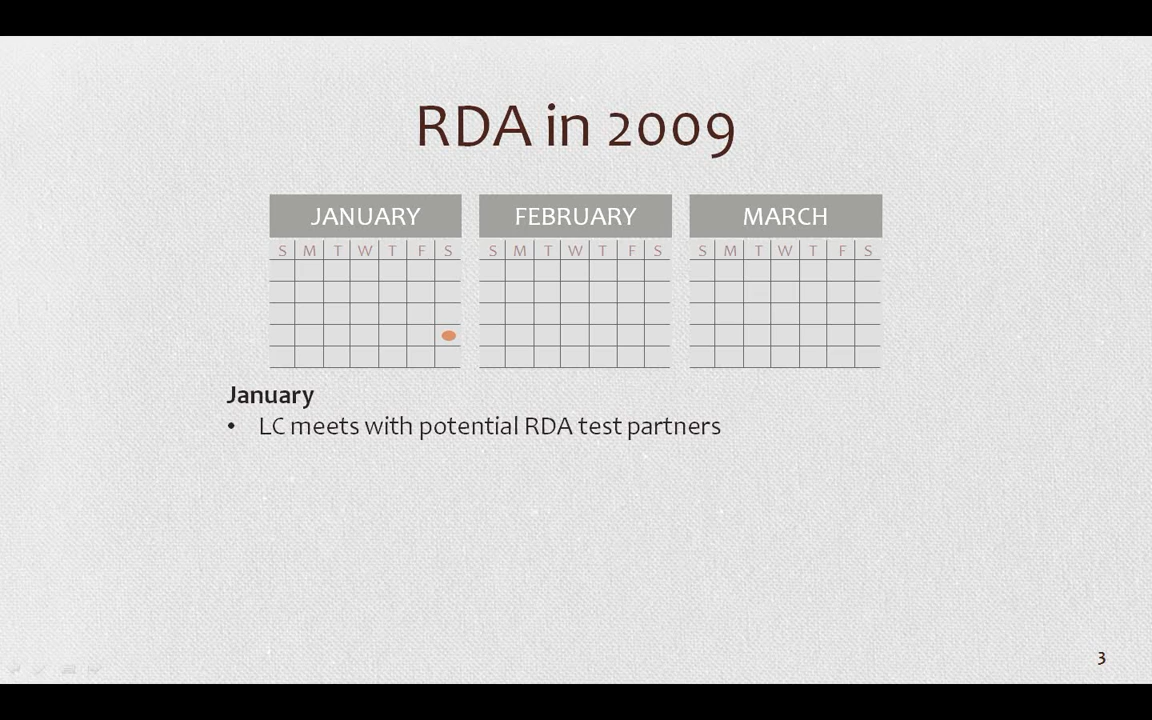 RDA in 2009
JANUARY FEBRUARY MARCH
S M T W T F S S M T W T F S S M T W T F S
January
• LC meets with potential RDA test partners
3